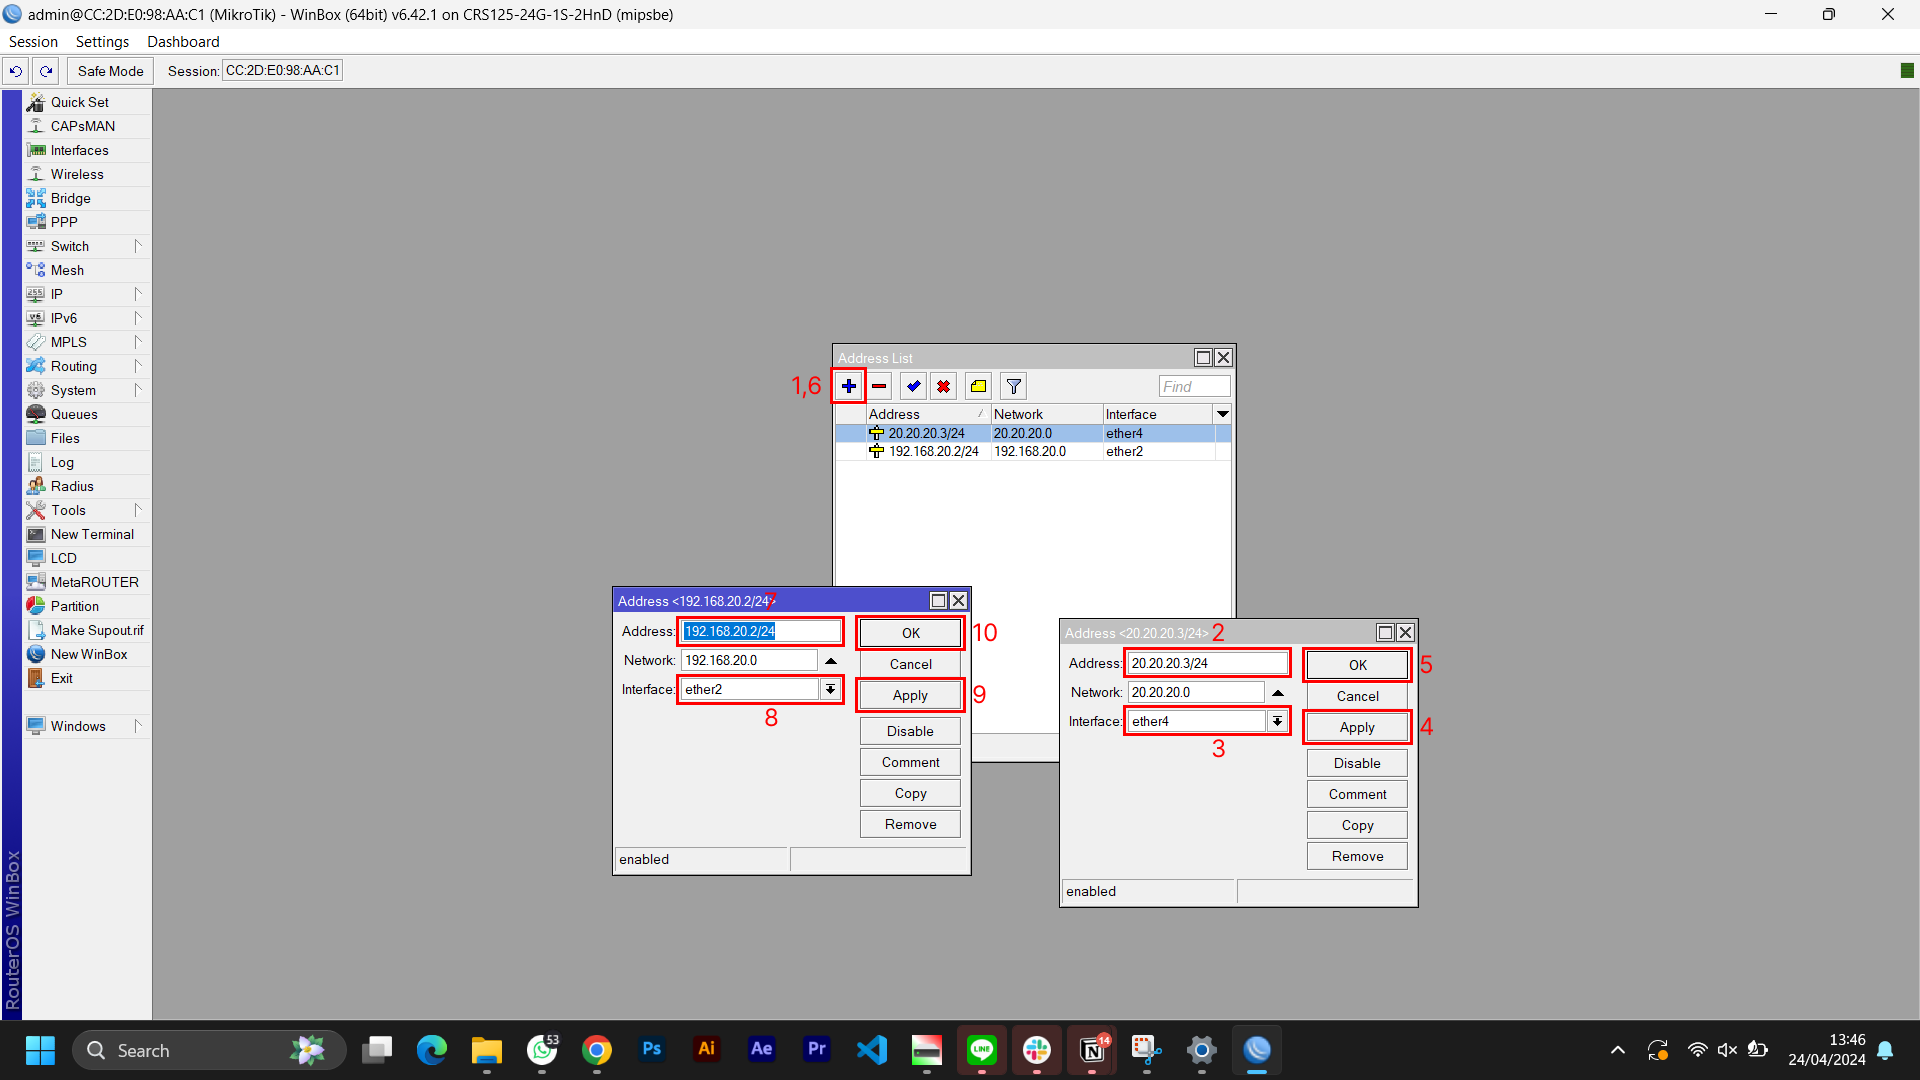 admin@CC:2D:E0:98:AA:C1 (MikroTik) - WinBox (64bit) v6.42.1 on CRS125-24G-1S-2HnD (mipsbe)
Session Settings Dashboard
Safe Mode Session: CC:2D:E0:98:AA:C1
Quick Set
CAPsMAN
Interfaces
Wireless
Bridge
PPP
Switch
Mesh
IP
IPv6
MPLS
Routing
System
Queues
Files
Log
Radius
Tools
New Terminal
LCD
MetaROUTER
Partition
Make Supout.rif
New WinBox
Exit
Windows
RouterOS WinBox
Address List
1,6
Find
Address Network Interface
20.20.20.3/24 20.20.20.0 ether4
192.168.20.2/24 192.168.20.0 ether2
Address <192.168.20.2/24>
7
Address: 192.168.20.2/24 OK 10
Network: 192.168.20.0 Cancel
Interface: ether2 Apply 9
8
Disable
Comment
Copy
Remove
enabled
Address <20.20.20.3/24> 2
Address: 20.20.20.3/24 OK 5
Network: 20.20.20.0 Cancel
Interface: ether4 Apply 4
3
Disable
Comment
Copy
Remove
enabled
Search
53
Ps
Ai
Ae
Pr
LINE
14
13:46
24/04/2024